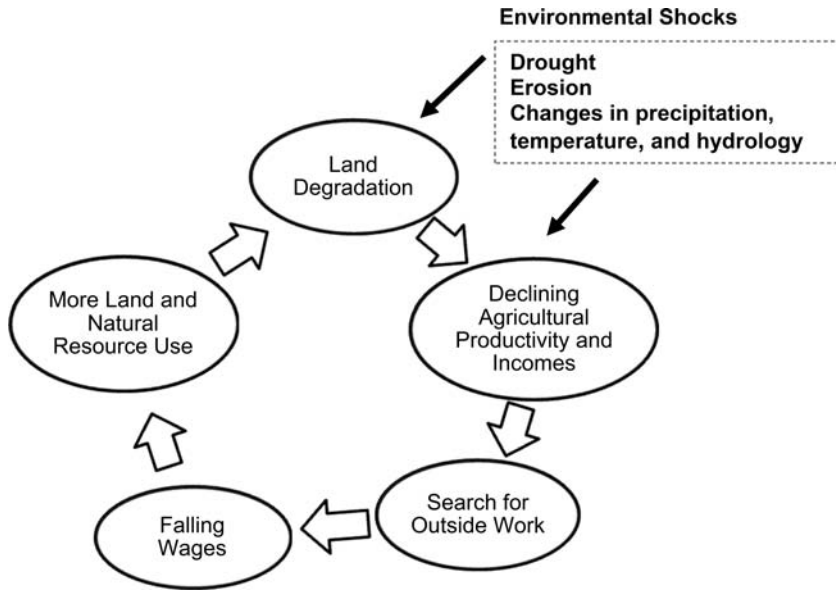 Environmental Shocks
Drought
Erosion
Changes in precipitation,
temperature, and hydrology
Land
Degradation
Declining
Agricultural
Productivity and
Incomes
Search for
Outside Work
Falling
Wages
More Land and
Natural
Resource Use